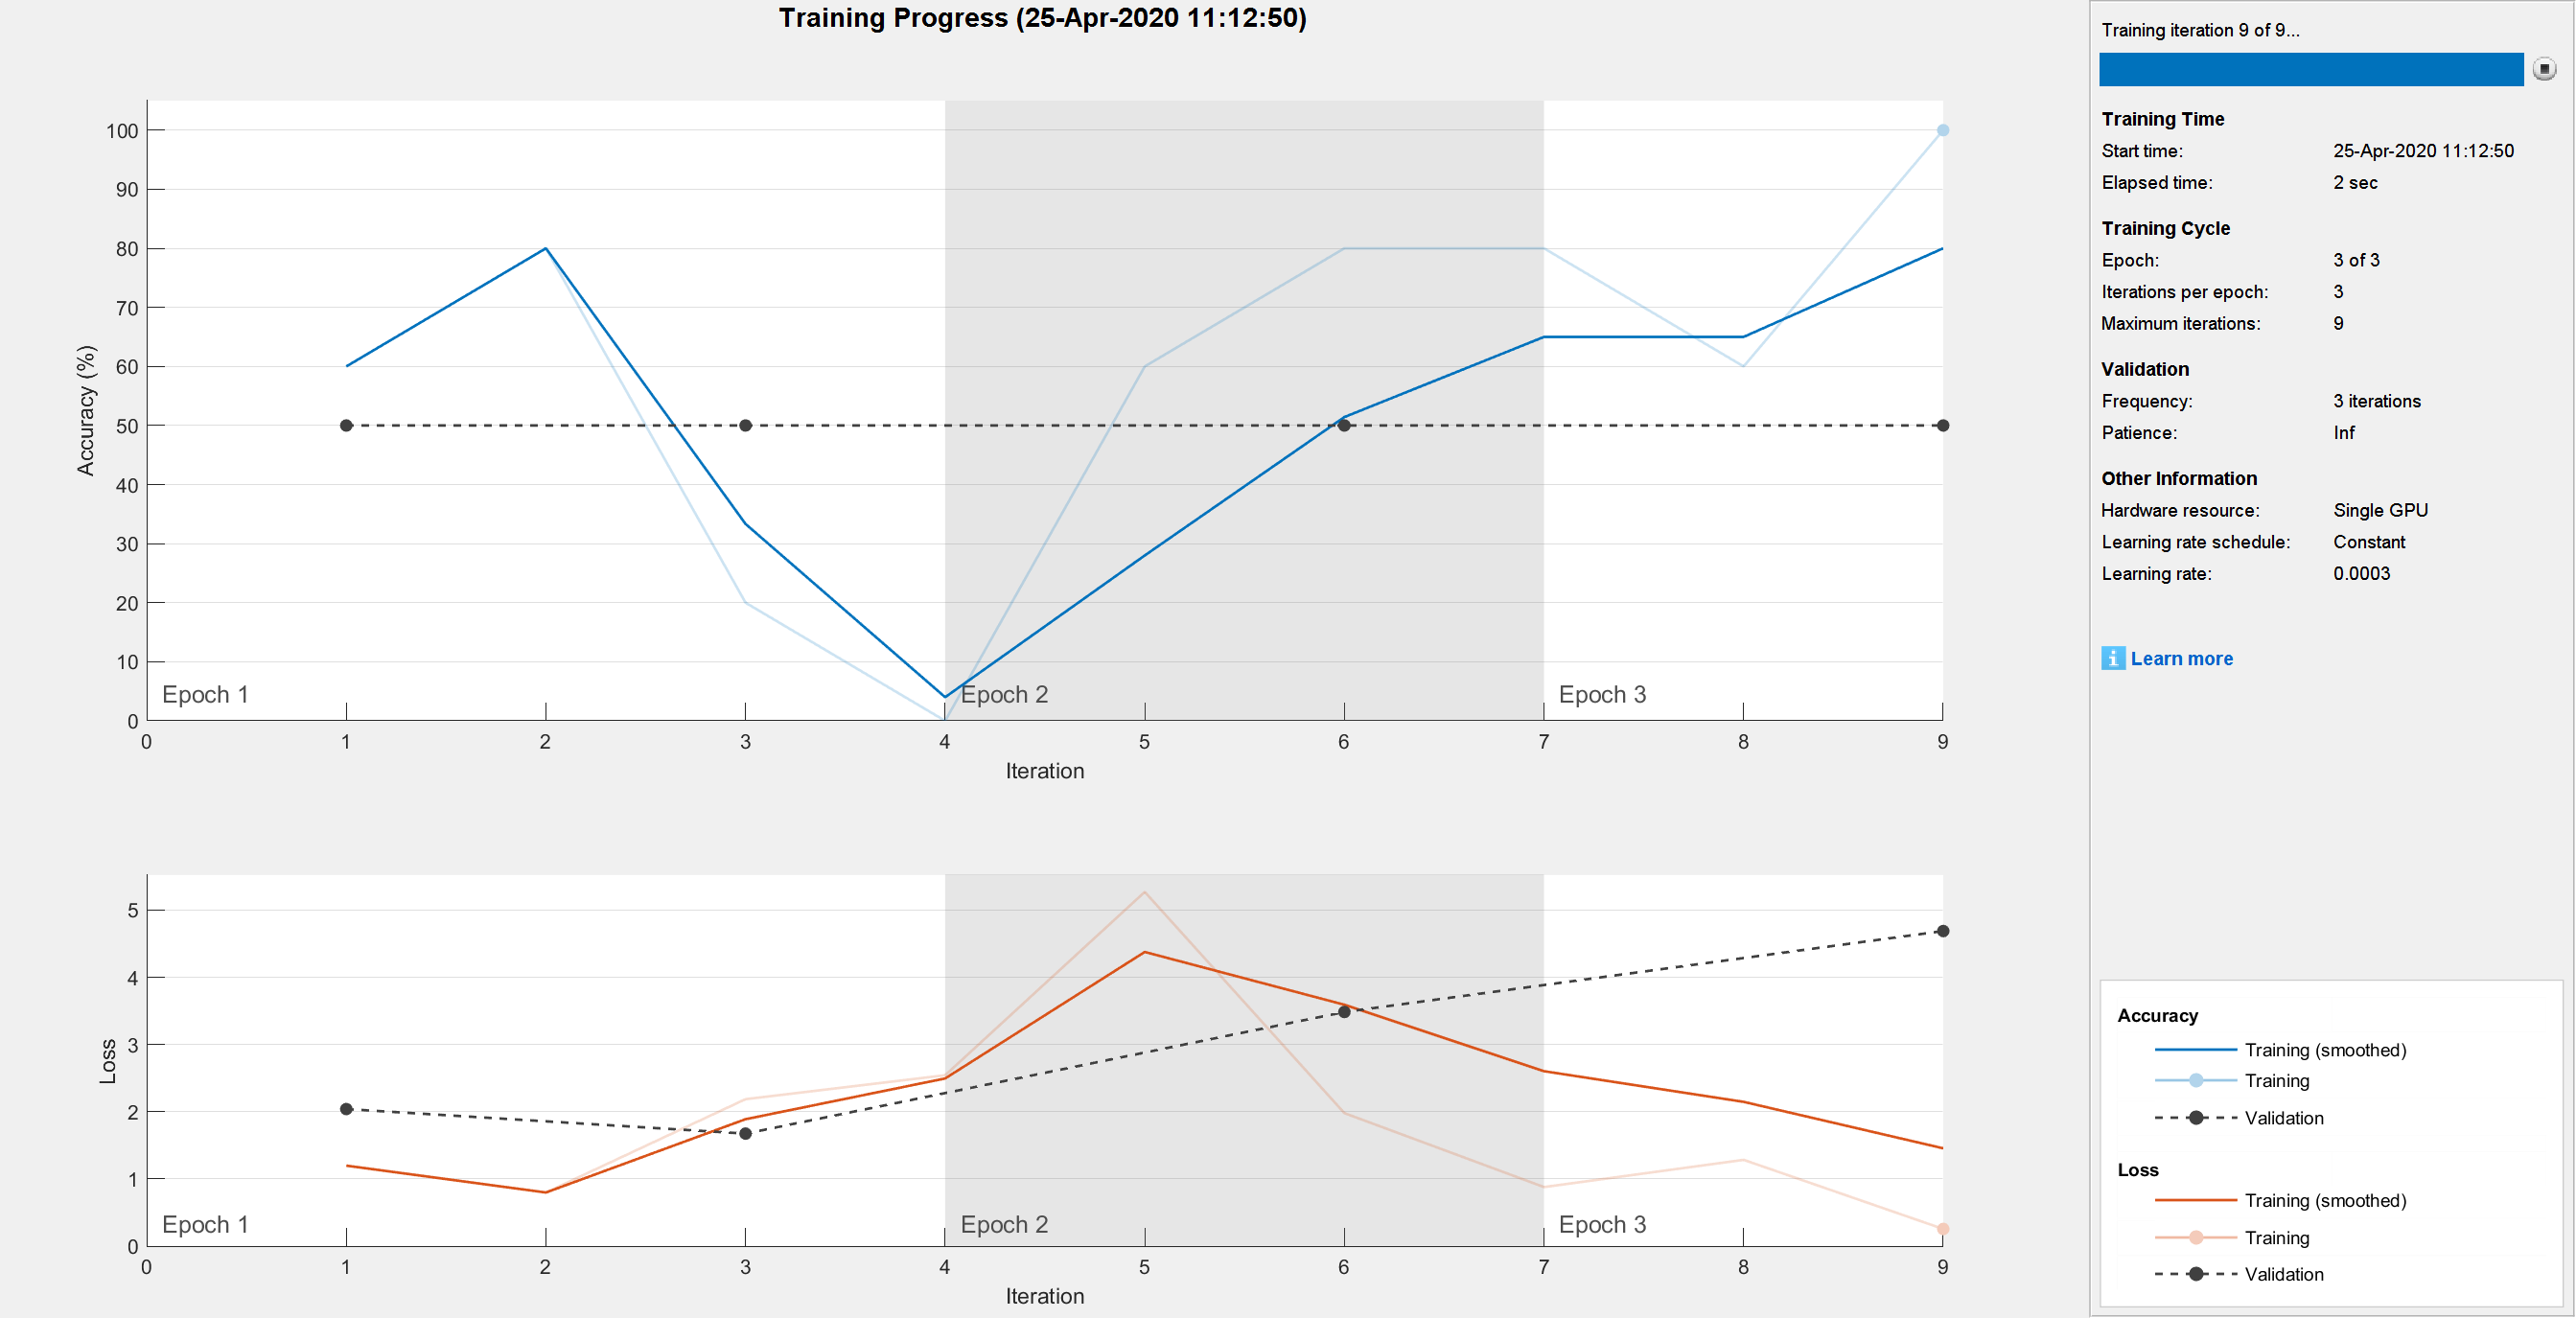 Training Progress (25-Apr-2020 11:12:50)
100
90
80
70
60
50
40
30
20
10
0
Accuracy (%)
Epoch 1
Epoch 2
Epoch 3
0 1 2 3 4 5 6 7 8 9
Iteration
5
4
3
2
1
0
Loss
Epoch 1
Epoch 2
Epoch 3
0 1 2 3 4 5 6 7 8 9
Iteration
Training iteration 9 of 9...
Training Time
Start time: 25-Apr-2020 11:12:50
Elapsed time: 2 sec
Training Cycle
Epoch: 3 of 3
Iterations per epoch: 3
Maximum iterations: 9
Validation
Frequency: 3 iterations
Patience: Inf
Other Information
Hardware resource: Single GPU
Learning rate schedule: Constant
Learning rate: 0.0003
i Learn more
Accuracy
Training (smoothed)
Training
Validation
Loss
Training (smoothed)
Training
Validation